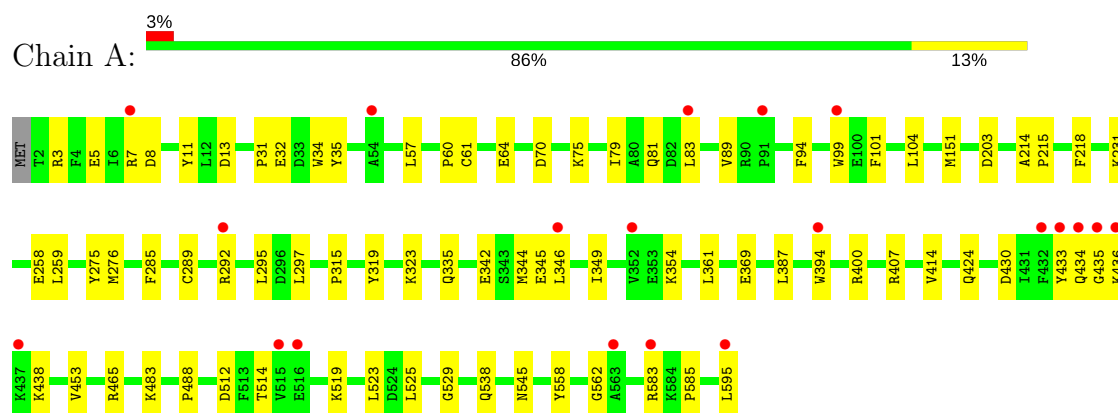 3%
Chain A:
86% 13%
MET T2 R3 F4 E5 I6 R7 D8 Y11 L12 D13 P31 E32 D33 W34 Y35 A54 L57 P60 C61 E64 D70 K75 I79 A80 Q81 D82 L83 V89 R90 P91 F94 W99 E100 F101 L104 M151 D203 A214 P215 F218 K231
E258 L259 Y275 M276 F285 C289 R292 L295 D296 L297 P315 Y319 K323 Q335 E342 S343 M344 E345 L346 I349 V352 E353 K354 L361 E369 L387 W394 R400 R407 V414 Q424 D430 I431 F432 Y433 Q434 G435 K436
K437 K438 V453 R465 K483 P488 D512 F513 T514 V515 E516 K519 L523 D524 L525 G529 Q538 N545 Y558 G562 A563 R583 K584 P585 L595